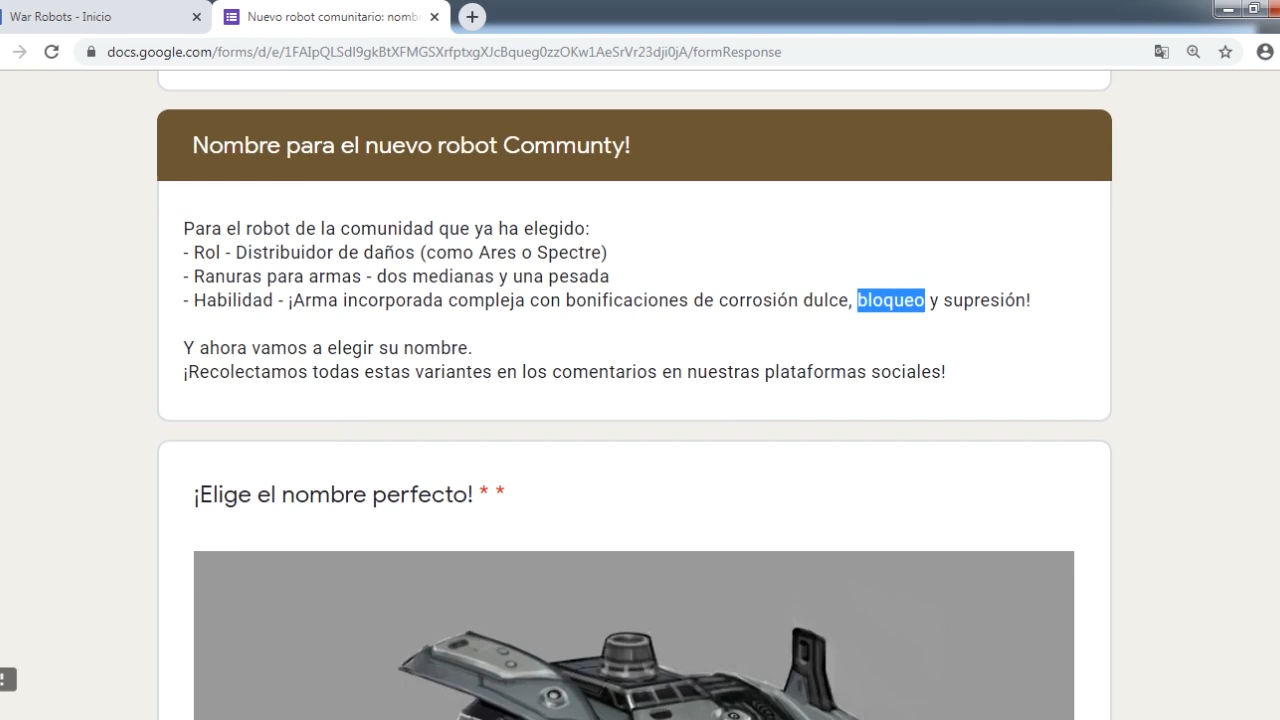 War Robots - Inicio
Nuevo robot comunitario: nomb
docs.google.com/forms/d/e/1FAIpQLSdI9gkBtXFMGSXrfptxgXJcBqueg0zzOKw1AeSrVr23dji0jA/formResponse
Nombre para el nuevo robot Communty!
Para el robot de la comunidad que ya ha elegido:
- Rol - Distribuidor de daños (como Ares o Spectre)
- Ranuras para armas - dos medianas y una pesada
- Habilidad - ¡Arma incorporada compleja con bonificaciones de corrosión dulce, bloqueo y supresión!
Y ahora vamos a elegir su nombre.
¡Recolectamos todas estas variantes en los comentarios en nuestras plataformas sociales!
¡Elige el nombre perfecto! * *